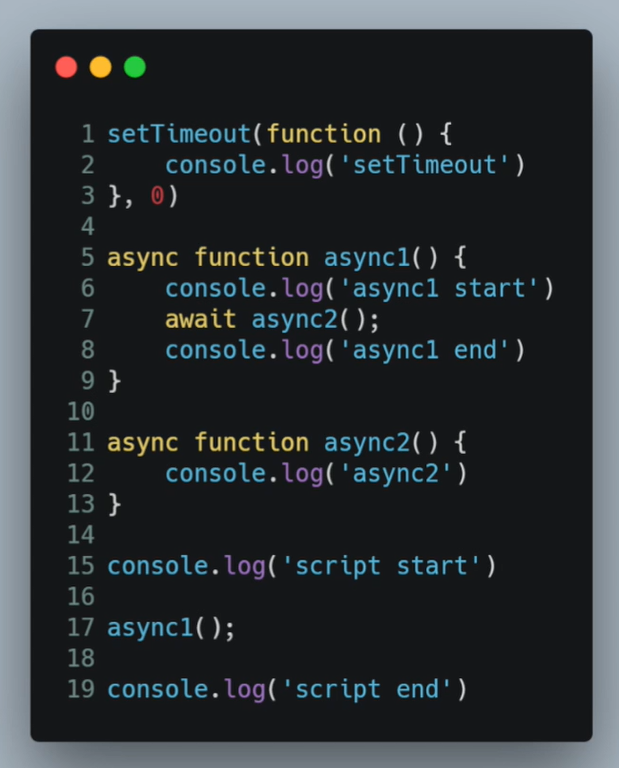 1 setTimeout(function () {
2     console.log('setTimeout')
3 }, 0)
4
5 async function async1() {
6     console.log('async1 start')
7     await async2();
8     console.log('async1 end')
9 }
10
11 async function async2() {
12     console.log('async2')
13 }
14
15 console.log('script start')
16
17 async1();
18
19 console.log('script end')